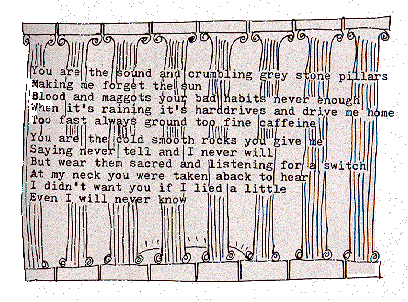 You are the sound and crumbling grey stone pillars
Making me forget the sun
Blood and maggots your bad habits never enough
When it's raining it's harddrives and drive me home
Too fast always ground too fine caffeine
You are the cold smooth rocks you give me
Saying never tell and I never will
But wear them sacred and listening for a switch
At my neck you were taken aback to hear
I didn't want you if I lied a little
Even I will never know